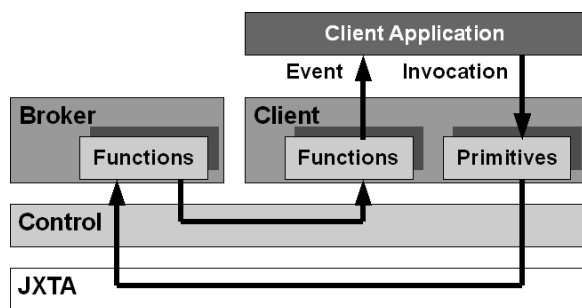 Client Application
Event Invocation
Broker Client
Functions Functions Primitives
Control
JXTA